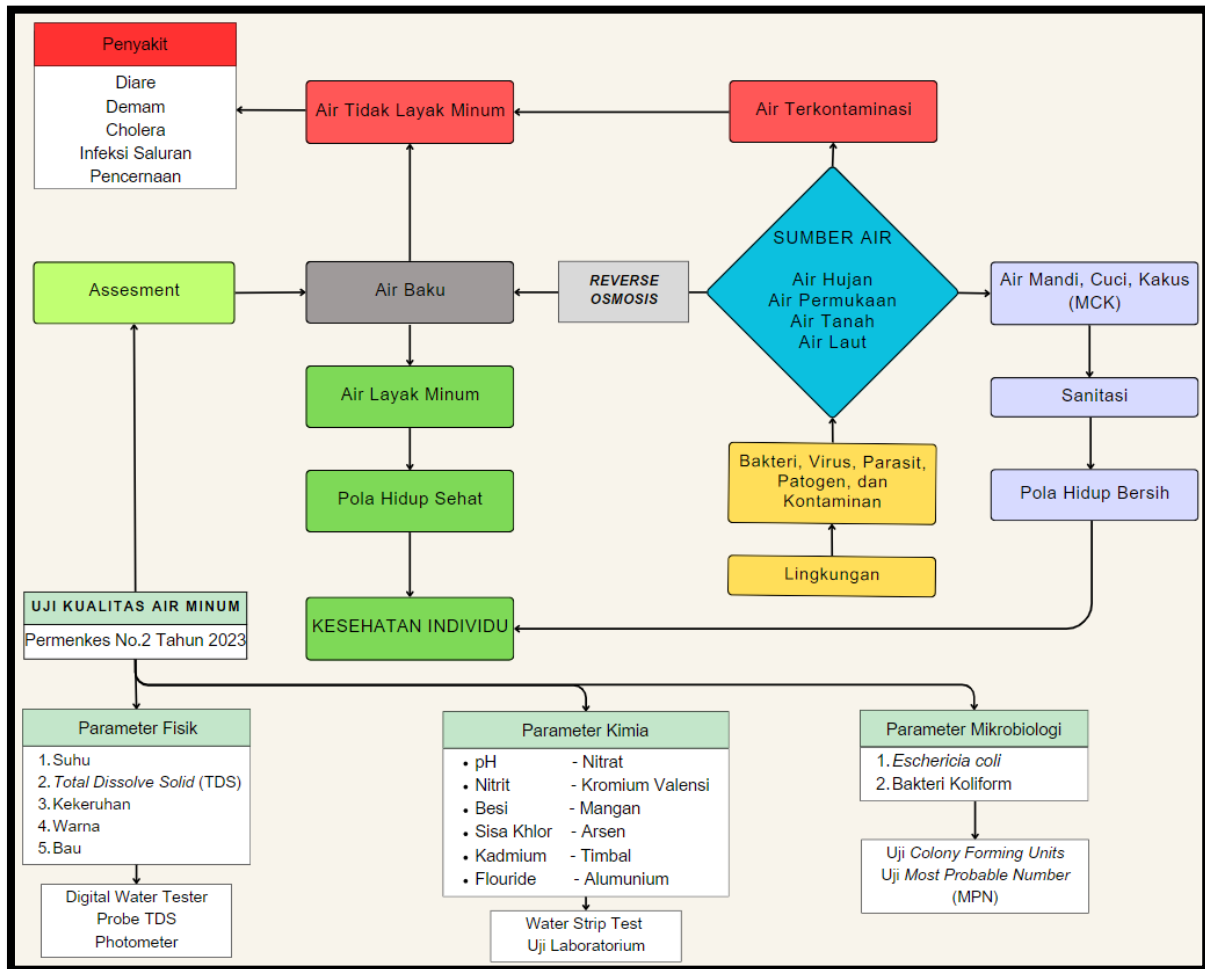 Penyakit
Diare
Demam
Cholera
Infeksi Saluran
Pencernaan
Air Tidak Layak Minum
Air Terkontaminasi
SUMBER AIR
Air Hujan
Air Permukaan
Air Tanah
Air Laut
REVERSE
OSMOSIS
Assesment
Air Baku
Air Mandi, Cuci, Kakus
(MCK)
Air Layak Minum
Sanitasi
Bakteri, Virus, Parasit,
Patogen, dan
Kontaminan
Pola Hidup Sehat
Pola Hidup Bersih
Lingkungan
KESEHATAN INDIVIDU
UJI KUALITAS AIR MINUM
Permenkes No.2 Tahun 2023
Parameter Fisik
1. Suhu
2. Total Dissolve Solid (TDS)
3. Kekeruhan
4. Warna
5. Bau
Digital Water Tester
Probe TDS
Photometer
Parameter Kimia
• pH - Nitrat
• Nitrit - Kromium Valensi
• Besi - Mangan
• Sisa Khlor - Arsen
• Kadmium - Timbal
• Flouride - Alumunium
Water Strip Test
Uji Laboratorium
Parameter Mikrobiologi
1. Eschericia coli
2. Bakteri Koliform
Uji Colony Forming Units
Uji Most Probable Number
(MPN)